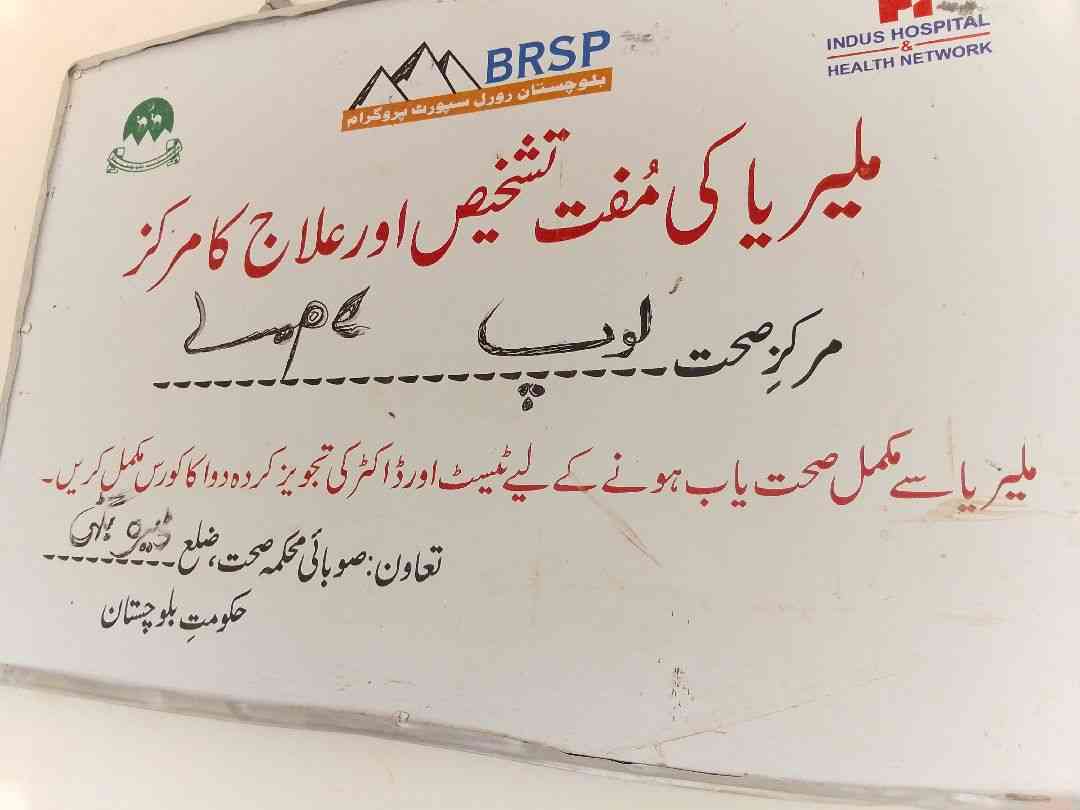 BRSP
بلوچستان رورل سپورٹ پروگرام
INDUS HOSPITAL
&
HEALTH NETWORK
ملیریا کی مُفت تشخیص اور علاج کا مرکز
مرکزِ صحت لوپ
ملیریا سے مکمل صحت یاب ہونے کے لیے ٹیسٹ اور ڈاکٹر کی تجویز کردہ دوا کا کورس مکمل کریں۔
تعاون: صوبائی محکمہ صحت، ضلع ڈیرہ بگٹی
حکومتِ بلوچستان